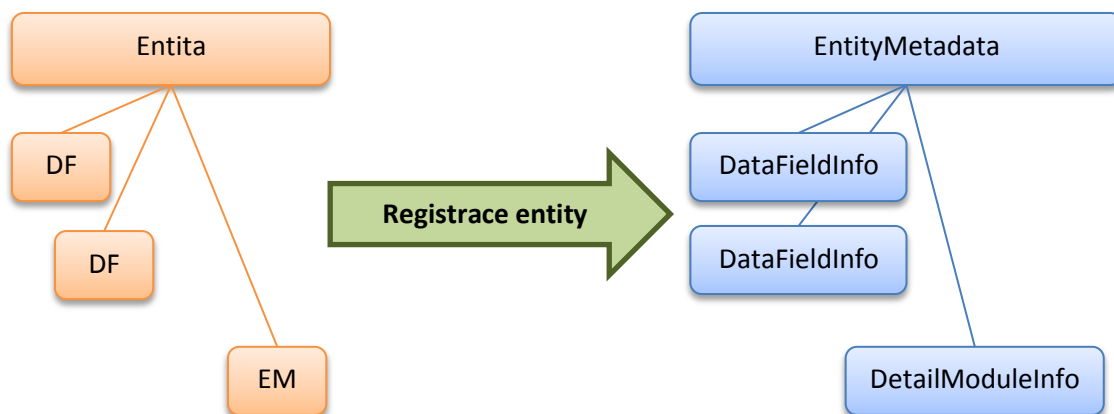 Entita
EntityMetadata
DF
DataFieldInfo
Registrace entity
DF
DataFieldInfo
EM
DetailModuleInfo